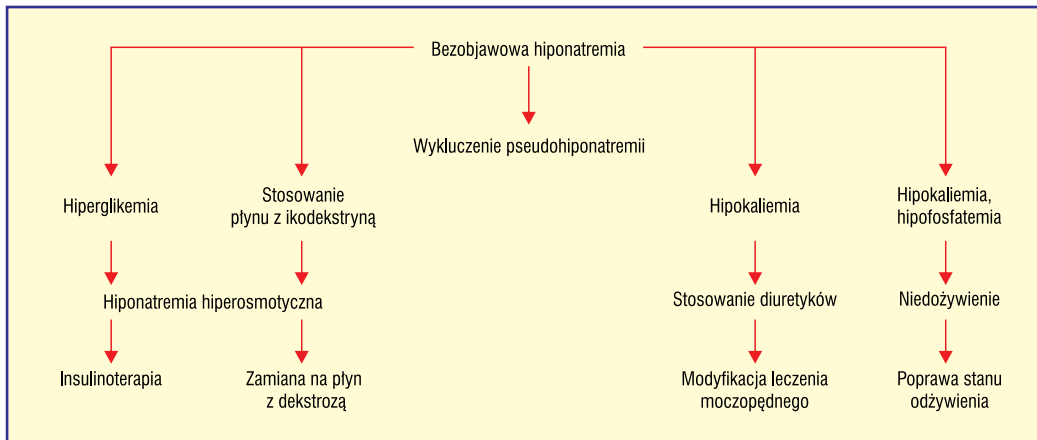 Bezobjawowa hiponatremia
Wykluczenie pseudohiponatremii
Hiperglikemia
Stosowanie
płynu z ikodekstryną
Hipokaliemia
Hipokaliemia,
hipofosfatemia
Hiponatremia hiperosmotyczna
Stosowanie diuretyków
Niedożywienie
Insulinoterapia
Zamiana na płyn
z dekstrozą
Modyfikacja leczenia
moczopędnego
Poprawa stanu
odżywienia